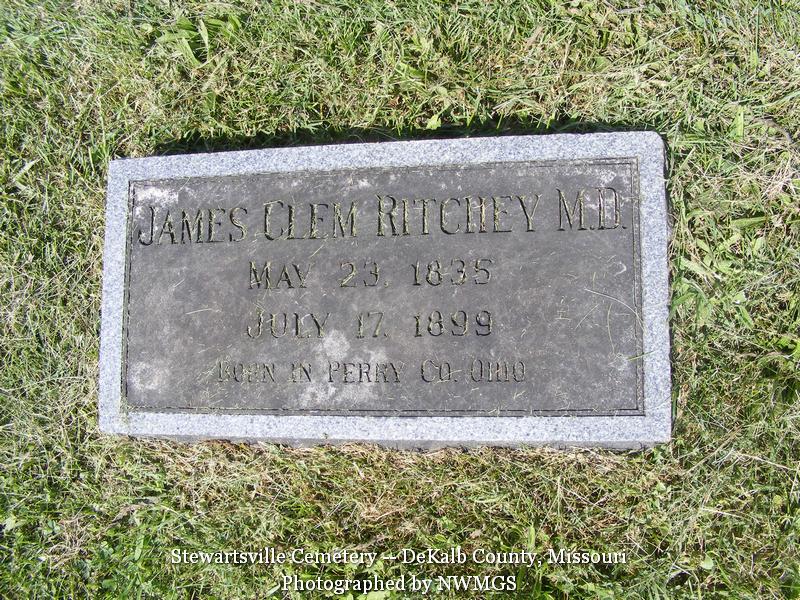 JAMES CLEM RITCHEY M.D.
MAY 23, 1835
JULY 17, 1899
BORN IN PERRY CO. OHIO
Stewartsville Cemetery – DeKalb County, Missouri
Photographed by NWMGS